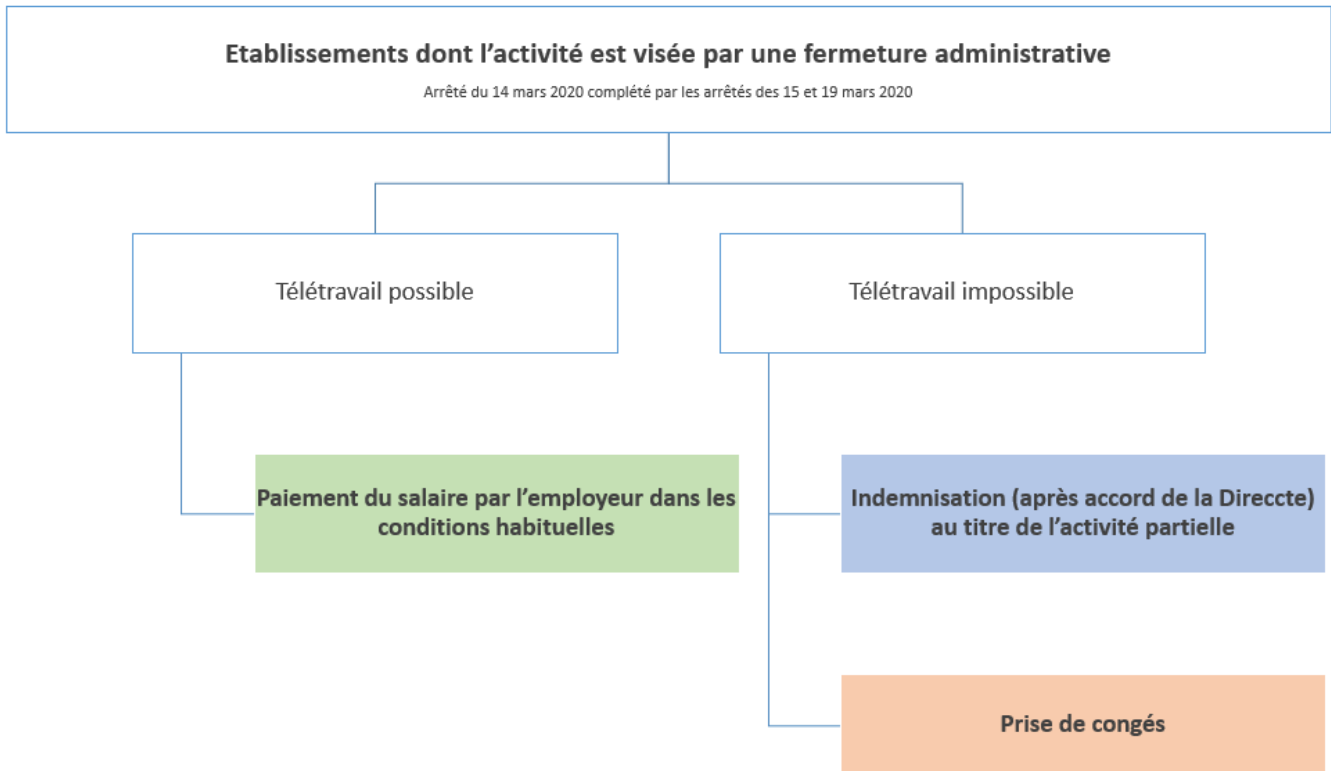 Etablissements dont l’activité est visée par une fermeture administrative
Arrêté du 14 mars 2020 complété par les arrêtés des 15 et 19 mars 2020
Télétravail possible
Télétravail impossible
Paiement du salaire par l’employeur dans les
conditions habituelles
Indemnisation (après accord de la Direccte)
au titre de l’activité partielle
Prise de congés